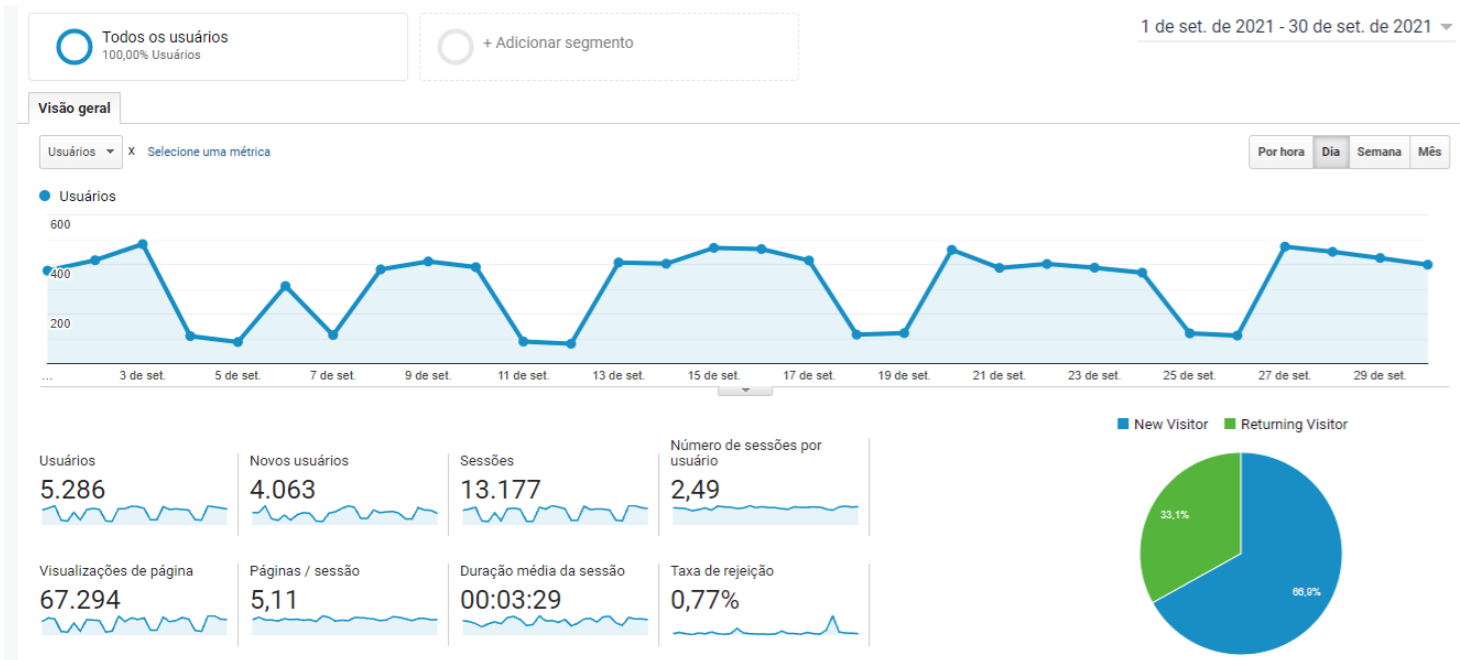 Todos os usuários
100,00% Usuários
+ Adicionar segmento
1 de set. de 2021 - 30 de set. de 2021
Visão geral
Usuários X Selecione uma métrica
Por hora Dia Semana Mês
Usuários
600
400
200
... 3 de set. 5 de set. 7 de set. 9 de set. 11 de set. 13 de set. 15 de set. 17 de set. 19 de set. 21 de set. 23 de set. 25 de set. 27 de set. 29 de set.
New Visitor Returning Visitor
Usuários
5.286
Novos usuários
4.063
Sessões
13.177
Número de sessões por
usuário
2,49
Visualizações de página
67.294
Páginas / sessão
5,11
Duração média da sessão
00:03:29
Taxa de rejeição
0,77%
33,1%
66,9%